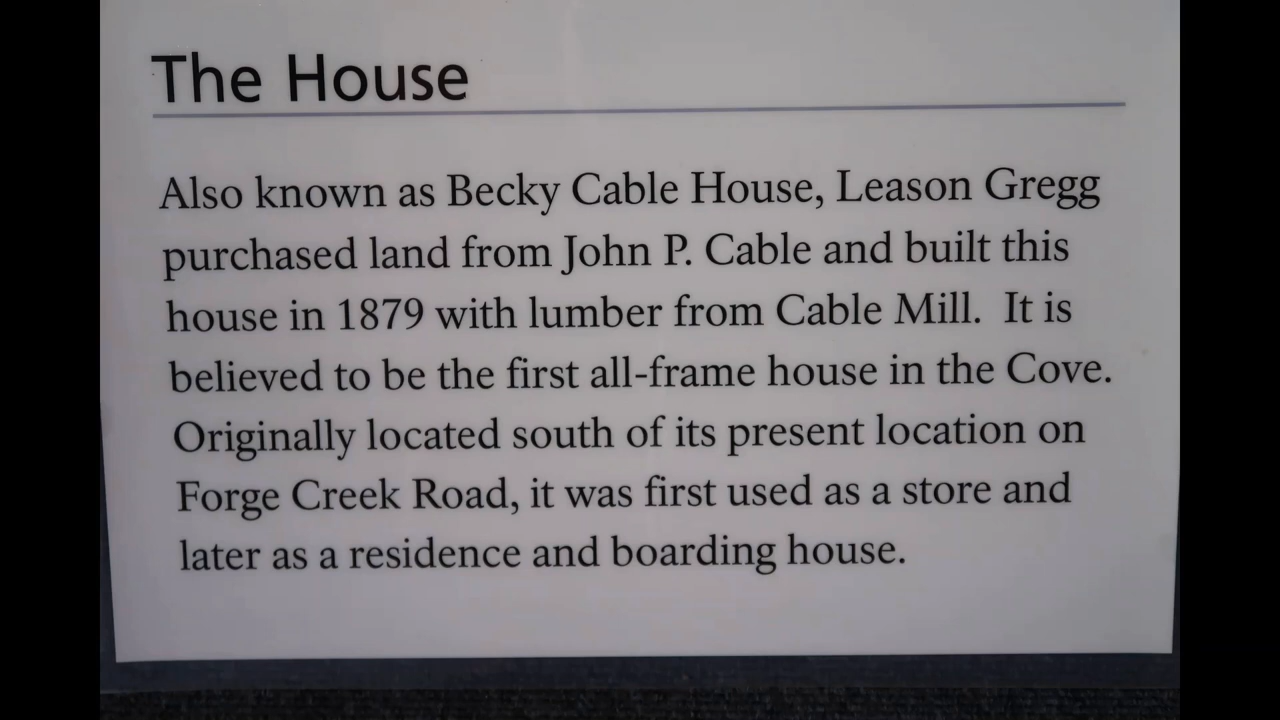 The House
Also known as Becky Cable House, Leason Gregg
purchased land from John P. Cable and built this
house in 1879 with lumber from Cable Mill.  It is
believed to be the first all-frame house in the Cove.
Originally located south of its present location on
Forge Creek Road, it was first used as a store and
later as a residence and boarding house.